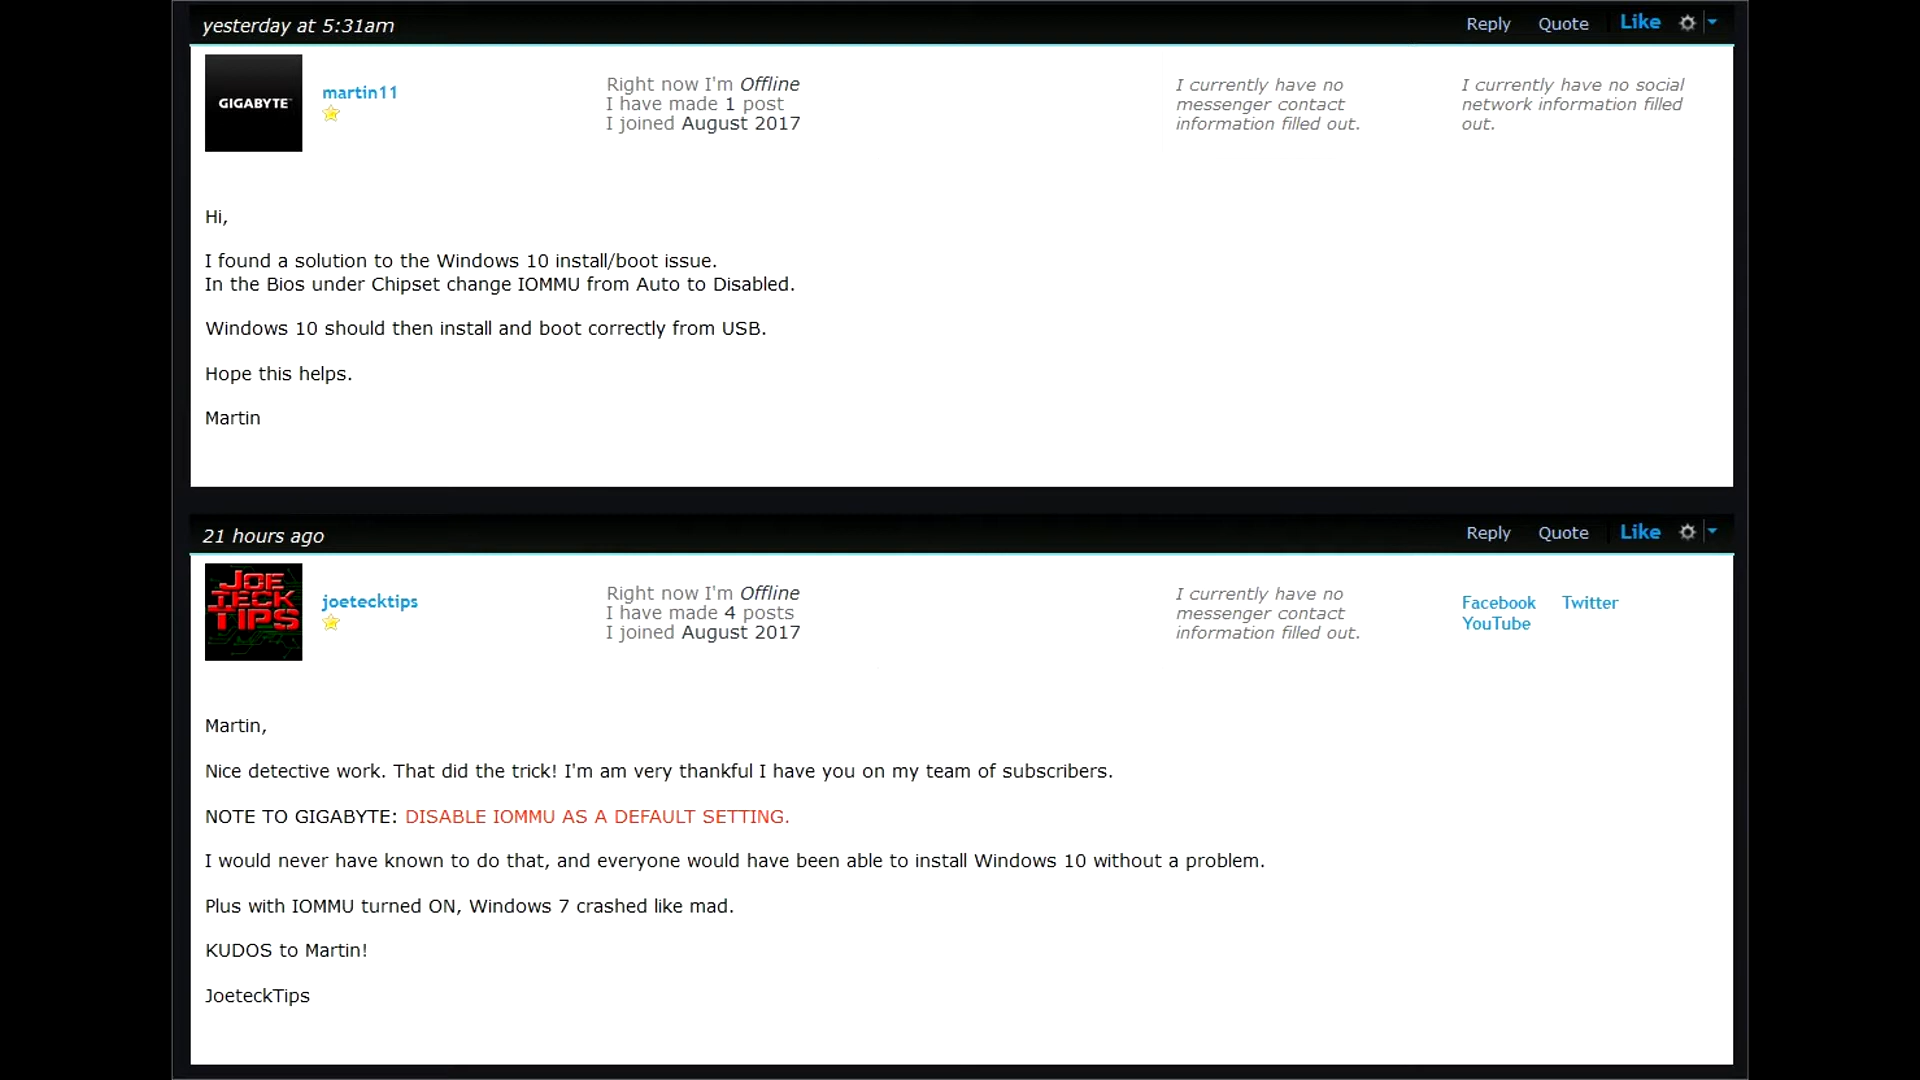 yesterday at 5:31am
Reply Quote Like
GIGABYTE
martin11
Right now I'm Offline
I have made 1 post
I joined August 2017
I currently have no
messenger contact
information filled out.
I currently have no social
network information filled
out.
Hi,
I found a solution to the Windows 10 install/boot issue.
In the Bios under Chipset change IOMMU from Auto to Disabled.
Windows 10 should then install and boot correctly from USB.
Hope this helps.
Martin
21 hours ago
Reply Quote Like
JOE
TECK
TIPS
joetecktips
Right now I'm Offline
I have made 4 posts
I joined August 2017
I currently have no
messenger contact
information filled out.
Facebook Twitter
YouTube
Martin,
Nice detective work. That did the trick! I'm am very thankful I have you on my team of subscribers.
NOTE TO GIGABYTE: DISABLE IOMMU AS A DEFAULT SETTING.
I would never have known to do that, and everyone would have been able to install Windows 10 without a problem.
Plus with IOMMU turned ON, Windows 7 crashed like mad.
KUDOS to Martin!
JoeteckTips